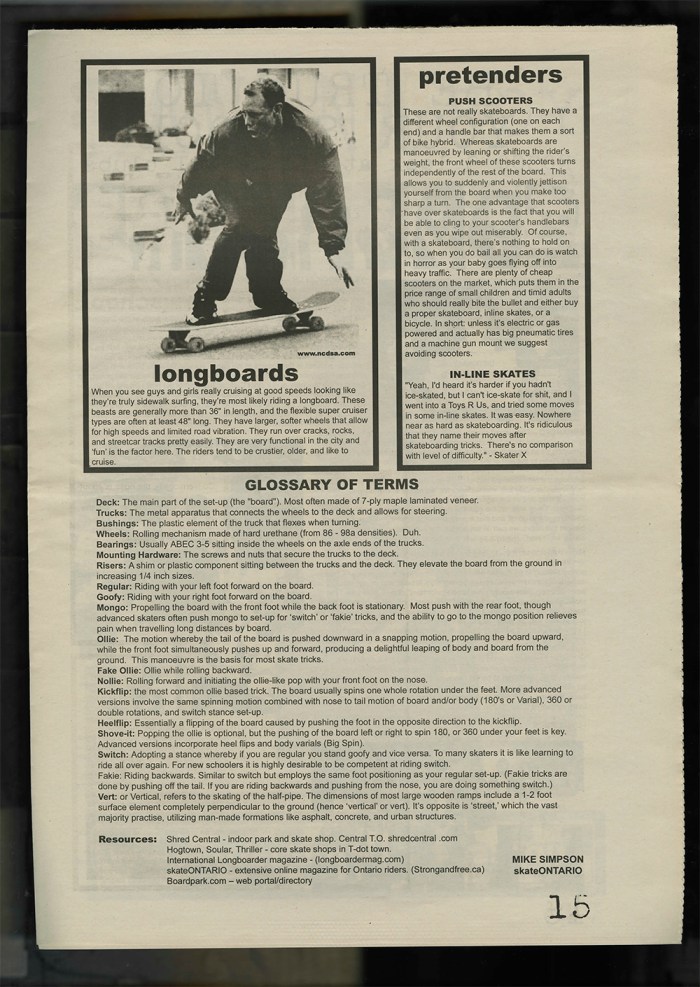 www.ncdsa.com
longboards
When you see guys and girls really cruising at good speeds looking like
they're truly sidewalk surfing, they're most likely riding a longboard. These
beasts are generally more than 36" in length, and the flexible super cruiser
types are often at least 48" long. They have larger, softer wheels that allow
for high speeds and limited road vibration. They run over cracks, rocks,
and streetcar tracks pretty easily. They are very functional in the city and
'fun' is the factor here. The riders tend to be crustier, older, and like to
cruise.
pretenders
PUSH SCOOTERS
These are not really skateboards. They have a
different wheel configuration (one on each
end) and a handle bar that makes them a sort
of bike hybrid. Whereas skateboards are
manoeuvred by leaning or shifting the rider's
weight, the front wheel of these scooters turns
independently of the rest of the board. This
allows you to suddenly and violently jettison
yourself from the board when you make too
sharp a turn. The one advantage that scooters
have over skateboards is the fact that you will
be able to cling to your scooter's handlebars
even as you wipe out miserably. Of course,
with a skateboard, there's nothing to hold on
to, so when you do bail all you can do is watch
in horror as your baby goes flying off into
heavy traffic. There are plenty of cheap
scooters on the market, which puts them in the
price range of small children and timid adults
who should really bite the bullet and either buy
a proper skateboard, inline skates, or a
bicycle. In short: unless it's electric or gas
powered and actually has big pneumatic tires
and a machine gun mount we suggest
avoiding scooters.
IN-LINE SKATES
"Yeah, I'd heard it's harder if you hadn't
ice-skated, but I can't ice-skate for shit, and I
went into a Toys R Us, and tried some moves
in some in-line skates. It was easy. Nowhere
near as hard as skateboarding. It's ridiculous
that they name their moves after
skateboarding tricks. There's no comparison
with level of difficulty." - Skater X
GLOSSARY OF TERMS
Deck: The main part of the set-up (the "board"). Most often made of 7-ply maple laminated veneer.
Trucks: The metal apparatus that connects the wheels to the deck and allows for steering.
Bushings: The plastic element of the truck that flexes when turning.
Wheels: Rolling mechanism made of hard urethane (from 86 - 98a densities). Duh.
Bearings: Usually ABEC 3-5 sitting inside the wheels on the axle ends of the trucks.
Mounting Hardware: The screws and nuts that secure the trucks to the deck.
Risers: A shim or plastic component sitting between the trucks and the deck. They elevate the board from the ground in
increasing 1/4 inch sizes.
Regular: Riding with your left foot forward on the board.
Goofy: Riding with your right foot forward on the board.
Mongo: Propelling the board with the front foot while the back foot is stationary. Most push with the rear foot, though
advanced skaters often push mongo to set-up for 'switch' or 'fakie' tricks, and the ability to go to the mongo position relieves
pain when travelling long distances by board.
Ollie: The motion whereby the tail of the board is pushed downward in a snapping motion, propelling the board upward,
while the front foot simultaneously pushes up and forward, producing a delightful leaping of body and board from the
ground. This manoeuvre is the basis for most skate tricks.
Fake Ollie: Ollie while rolling backward.
Nollie: Rolling forward and initiating the ollie-like pop with your front foot on the nose.
Kickflip: the most common ollie based trick. The board usually spins one whole rotation under the feet. More advanced
versions involve the same spinning motion combined with nose to tail motion of board and/or body (180's or Varial), 360 or
double rotations, and switch stance set-up.
Heelflip: Essentially a flipping of the board caused by pushing the foot in the opposite direction to the kickflip.
Shove-it: Popping the ollie is optional, but the pushing of the board left or right to spin 180, or 360 under your feet is key.
Advanced versions incorporate heel flips and body varials (Big Spin).
Switch: Adopting a stance whereby if you are regular you stand goofy and vice versa. To many skaters it is like learning to
ride all over again. For new schoolers it is highly desirable to be competent at riding switch.
Fakie: Riding backwards. Similar to switch but employs the same foot positioning as your regular set-up. (Fakie tricks are
done by pushing off the tail. If you are riding backwards and pushing from the nose, you are doing something switch.)
Vert: or Vertical, refers to the skating of the half-pipe. The dimensions of most large wooden ramps include a 1-2 foot
surface element completely perpendicular to the ground (hence 'vertical' or vert). It's opposite is 'street,' which the vast
majority practise, utilizing man-made formations like asphalt, concrete, and urban structures.
Resources: Shred Central - indoor park and skate shop. Central T.O. shredcentral .com
Hogtown, Soular, Thriller - core skate shops in T-dot town.
International Longboarder magazine - (longboardermag.com)
skateONTARIO - extensive online magazine for Ontario riders. (Strongandfree.ca)
Boardpark.com – web portal/directory
MIKE SIMPSON
skateONTARIO
15